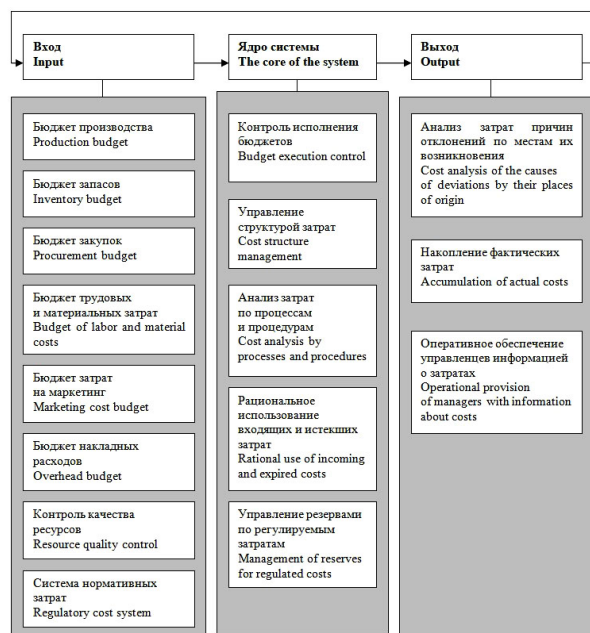 Вход
Input
Ядро системы
The core of the system
Выход
Output
Бюджет производства
Production budget
Бюджет запасов
Inventory budget
Бюджет закупок
Procurement budget
Бюджет трудовых
и материальных затрат
Budget of labor and material
costs
Бюджет затрат
на маркетинг
Marketing cost budget
Бюджет накладных
расходов
Overhead budget
Контроль качества
ресурсов
Resource quality control
Система нормативных
затрат
Regulatory cost system
Контроль исполнения
бюджетов
Budget execution control
Управление
структурой затрат
Cost structure
management
Анализ затрат
по процессам
и процедурам
Cost analysis by
processes and procedures
Рациональное
использование
входящих и истекших
затрат
Rational use of incoming
and expired costs
Управление резервами
по регулируемым
затратам
Management of reserves
for regulated costs
Анализ затрат причин
отклонений по местам их
возникновения
Cost analysis of the causes
of deviations by their places
of origin
Накопление фактических
затрат
Accumulation of actual costs
Оперативное обеспечение
управленцев информацией
о затратах
Operational provision
of managers with information
about costs